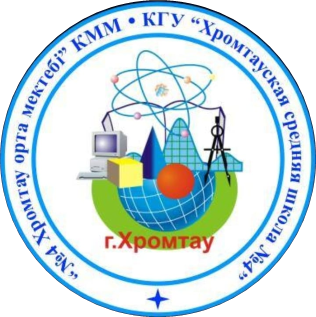 “№4 Хромтау орта мектебі” КММ • КГУ “Хромтауская средняя школа №4”
г.Хромтау